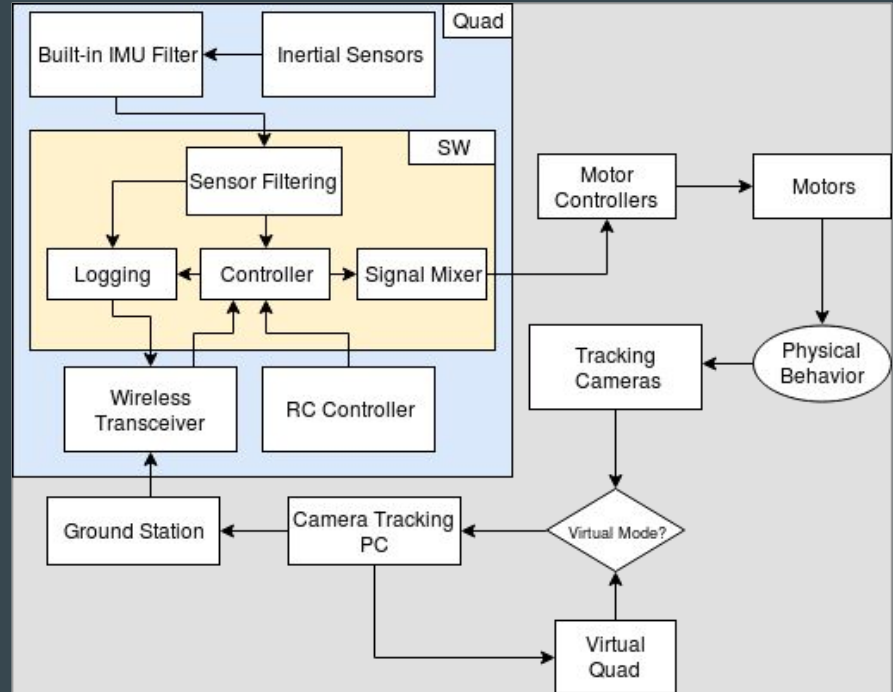 Quad
Built-in IMU Filter
Inertial Sensors
SW
Sensor Filtering
Motor
Controllers
Motors
Logging
Controller
Signal Mixer
Tracking
Cameras
Physical
Behavior
Wireless
Transceiver
RC Controller
Ground Station
Camera Tracking
PC
Virtual Mode?
Virtual
Quad